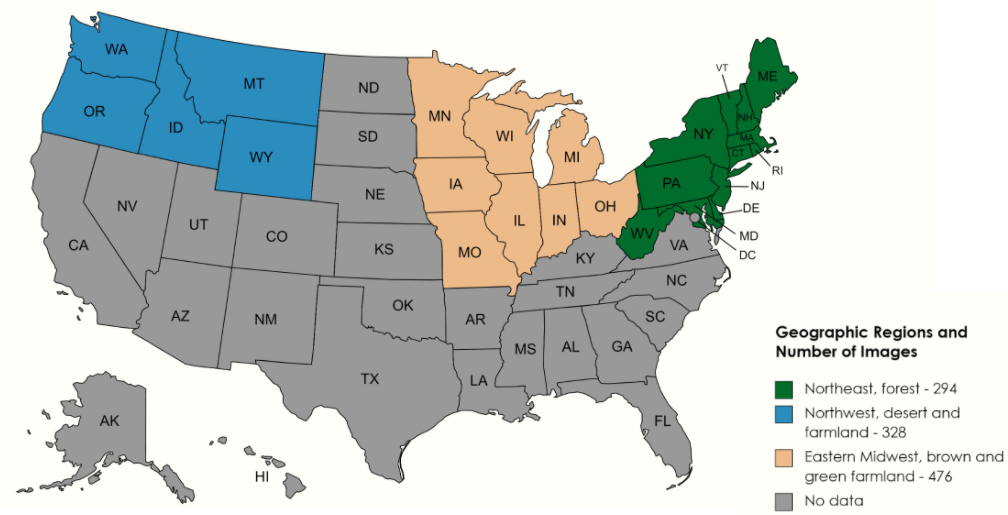 WA
MT
ND
MN
VT
ME
OR
ID
SD
WI
MI
NY
NH
MA
CT
RI
WY
NE
IA
PA
NJ
NV
UT
CO
KS
IL
IN
OH
WV
DE
MD
DC
CA
MO
KY
VA
AZ
NM
OK
AR
TN
NC
SC
MS
AL
GA
TX
LA
FL
AK
HI
Geographic Regions and
Number of Images
Northeast, forest - 294
Northwest, desert and
farmland - 328
Eastern Midwest, brown and
green farmland - 476
No data